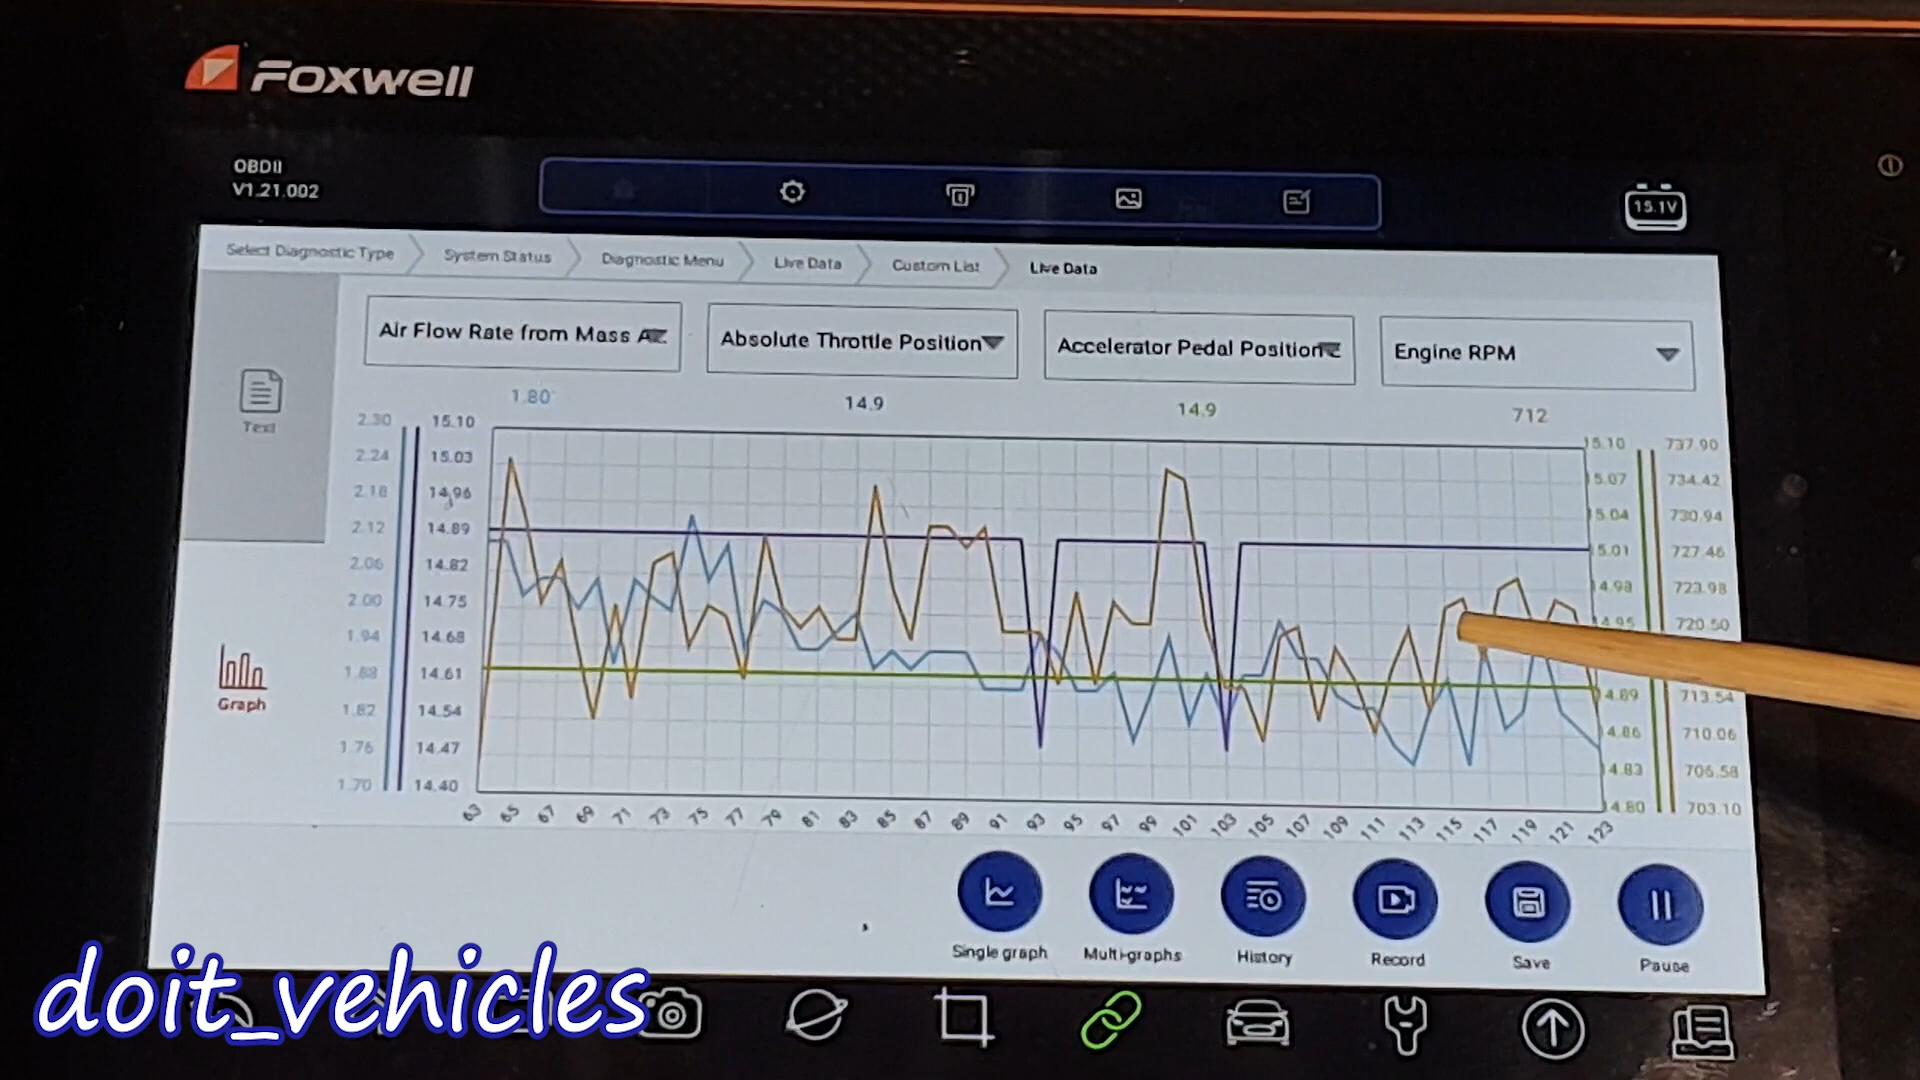 FOXWELL
OBDII
V1.21.002
15.1V
Select Diagnostic Type
System Status
Diagnostic Menu
Live Data
Custom List
Live Data
Air Flow Rate from Mass A
Absolute Throttle Position
Accelerator Pedal Position
Engine RPM
1.80
14.9
14.9
712
Text
Graph
2.30
2.24
2.18
2.12
2.06
2.00
1.94
1.88
1.82
1.76
1.70
15.10
15.03
14.96
14.89
14.82
14.75
14.68
14.61
14.54
14.47
14.40
15.10
15.07
15.04
15.01
14.98
14.95
14.89
14.86
14.83
14.80
737.90
734.42
730.94
727.46
723.98
720.50
713.54
710.06
706.58
703.10
63 65 67 69 71 73 75 77 79 81 83 85 87 89 91 93 95 97 99 101 103 105 107 109 111 113 115 117 119 121 123
Single graph
Multi-graphs
History
Record
Save
Pause
doit_vehicles